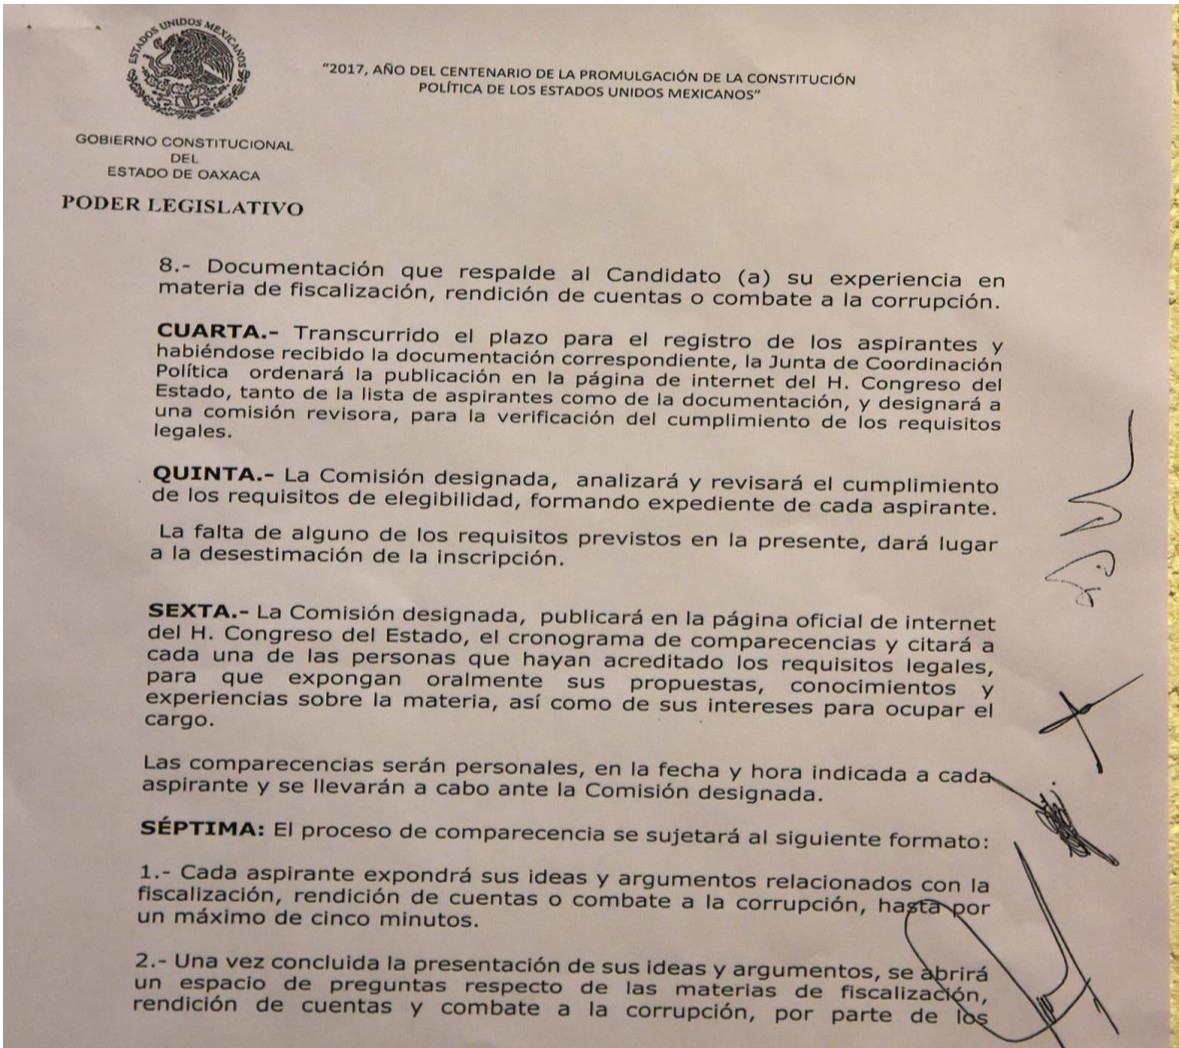 ESTADOS UNIDOS MEXICANOS
"2017, AÑO DEL CENTENARIO DE LA PROMULGACIÓN DE LA CONSTITUCIÓN
POLÍTICA DE LOS ESTADOS UNIDOS MEXICANOS"
GOBIERNO CONSTITUCIONAL
DEL
ESTADO DE OAXACA
PODER LEGISLATIVO
8.- Documentación que respalde al Candidato (a) su experiencia en
materia de fiscalización, rendición de cuentas o combate a la corrupción.
CUARTA.- Transcurrido el plazo para el registro de los aspirantes y
habiéndose recibido la documentación correspondiente, la Junta de Coordinación
Política ordenará la publicación en la página de internet del H. Congreso del
Estado, tanto de la lista de aspirantes como de la documentación, y designará a
una comisión revisora, para la verificación del cumplimiento de los requisitos
legales.
QUINTA.- La Comisión designada, analizará y revisará el cumplimiento
de los requisitos de elegibilidad, formando expediente de cada aspirante.
La falta de alguno de los requisitos previstos en la presente, dará lugar
a la desestimación de la inscripción.
SEXTA.- La Comisión designada, publicará en la página oficial de internet
del H. Congreso del Estado, el cronograma de comparecencias y citará a
cada una de las personas que hayan acreditado los requisitos legales,
para que expongan oralmente sus propuestas, conocimientos y
experiencias sobre la materia, así como de sus intereses para ocupar el
cargo.
Las comparecencias serán personales, en la fecha y hora indicada a cada
aspirante y se llevarán a cabo ante la Comisión designada.
SÉPTIMA: El proceso de comparecencia se sujetará al siguiente formato:
1.- Cada aspirante expondrá sus ideas y argumentos relacionados con la
fiscalización, rendición de cuentas o combate a la corrupción, hasta por
un máximo de cinco minutos.
2.- Una vez concluida la presentación de sus ideas y argumentos, se abrirá
un espacio de preguntas respecto de las materias de fiscalización,
rendición de cuentas y combate a la corrupción, por parte de los